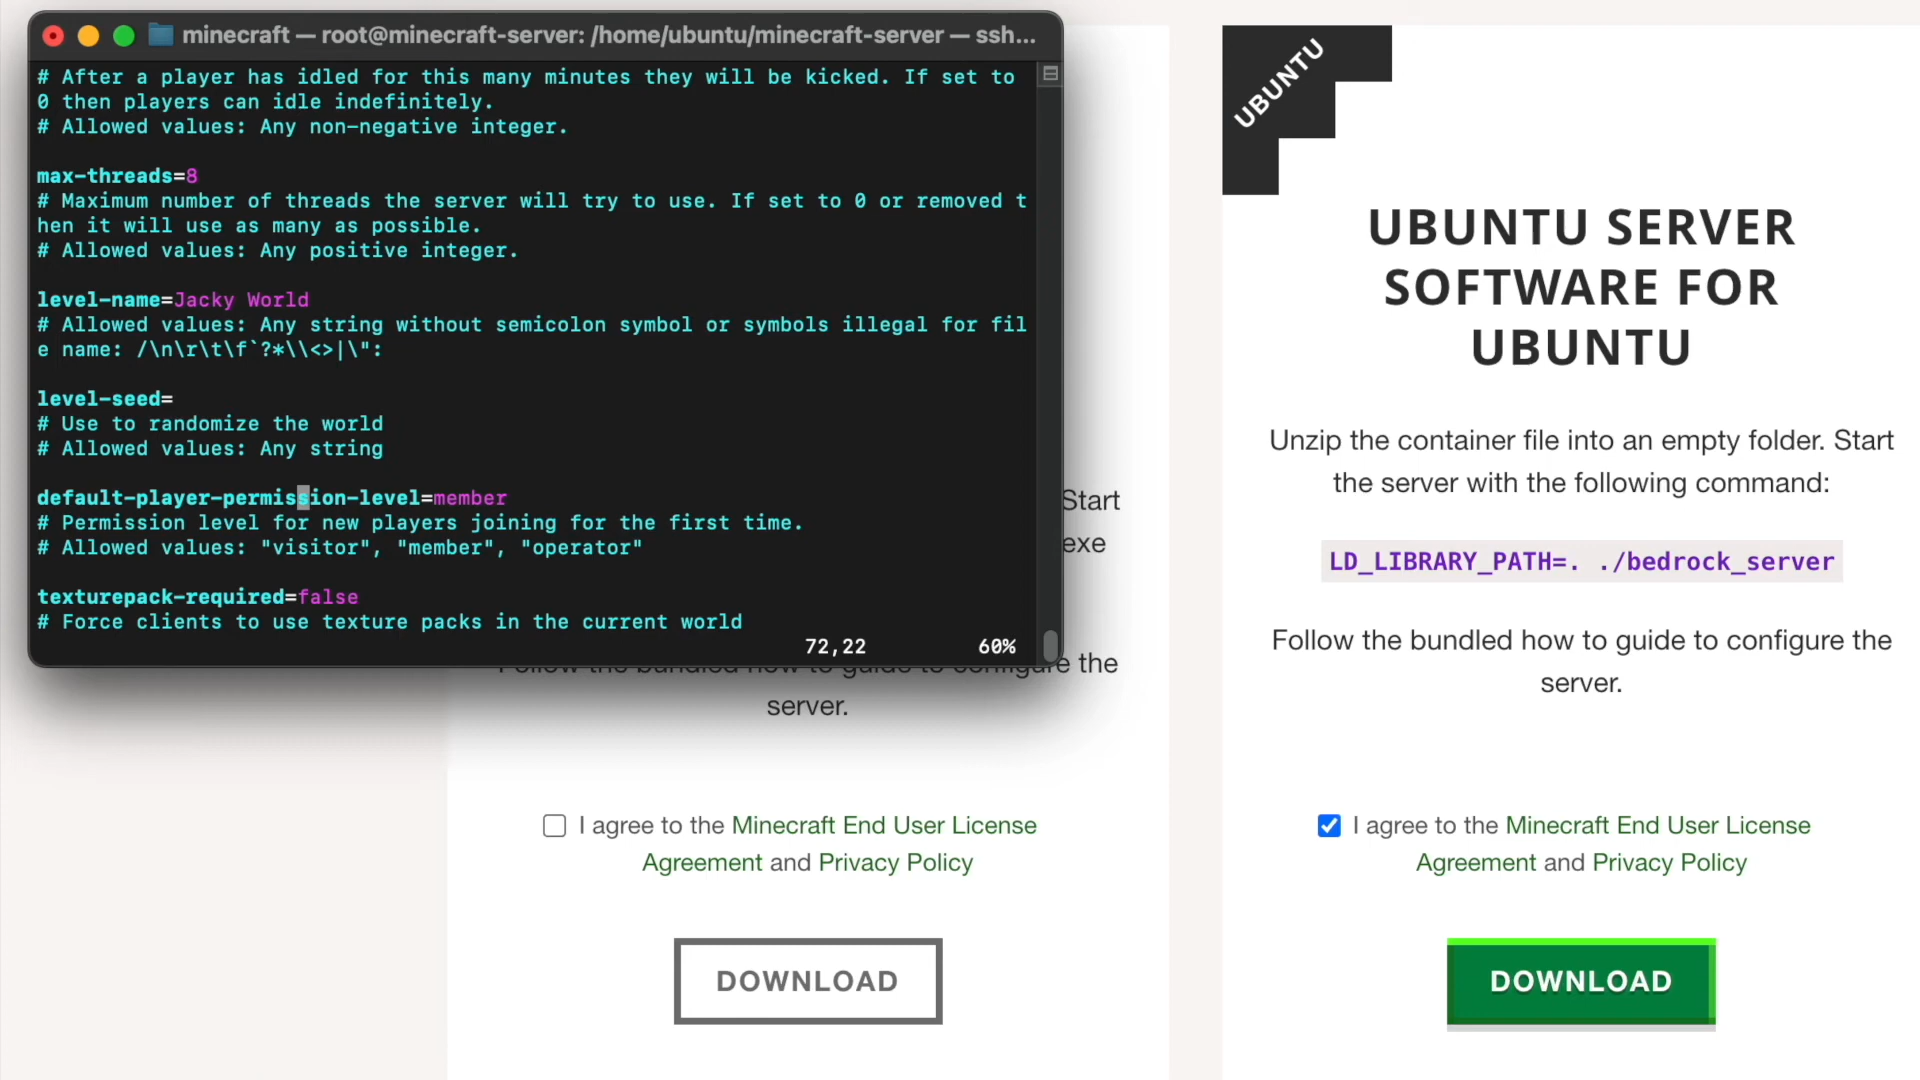 minecraft — root@minecraft-server: /home/ubuntu/minecraft-server — ssh...
# After a player has idled for this many minutes they will be kicked. If set to
0 then players can idle indefinitely.
# Allowed values: Any non-negative integer.
max-threads=8
# Maximum number of threads the server will try to use. If set to 0 or removed t
hen it will use as many as possible.
# Allowed values: Any positive integer.
level-name=Jacky World
# Allowed values: Any string without semicolon symbol or symbols illegal for fil
e name: /\n\r\t\f`?*\\<>|\":
level-seed=
# Use to randomize the world
# Allowed values: Any string
default-player-permission-level=member
# Permission level for new players joining for the first time.
# Allowed values: "visitor", "member", "operator"
texturepack-required=false
# Force clients to use texture packs in the current world
72,22 60%
Start
exe
Follow the bundled how to guide to configure the
server.
I agree to the Minecraft End User License
Agreement and Privacy Policy
DOWNLOAD
UBUNTU
UBUNTU SERVER
SOFTWARE FOR
UBUNTU
Unzip the container file into an empty folder. Start
the server with the following command:
LD_LIBRARY_PATH=. ./bedrock_server
Follow the bundled how to guide to configure the
server.
I agree to the Minecraft End User License
Agreement and Privacy Policy
DOWNLOAD